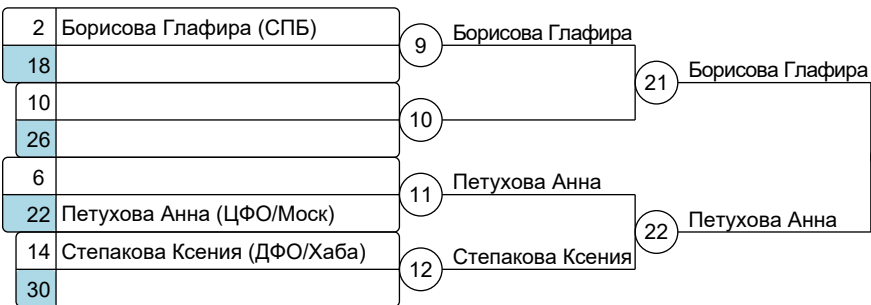 2 Борисова Глафира (СПБ)
18
9 Борисова Глафира
10
26
10
21 Борисова Глафира
6
22 Петухова Анна (ЦФО/Моск)
11 Петухова Анна
14 Степакова Ксения (ДФО/Хаба)
30
12 Степакова Ксения
22 Петухова Анна